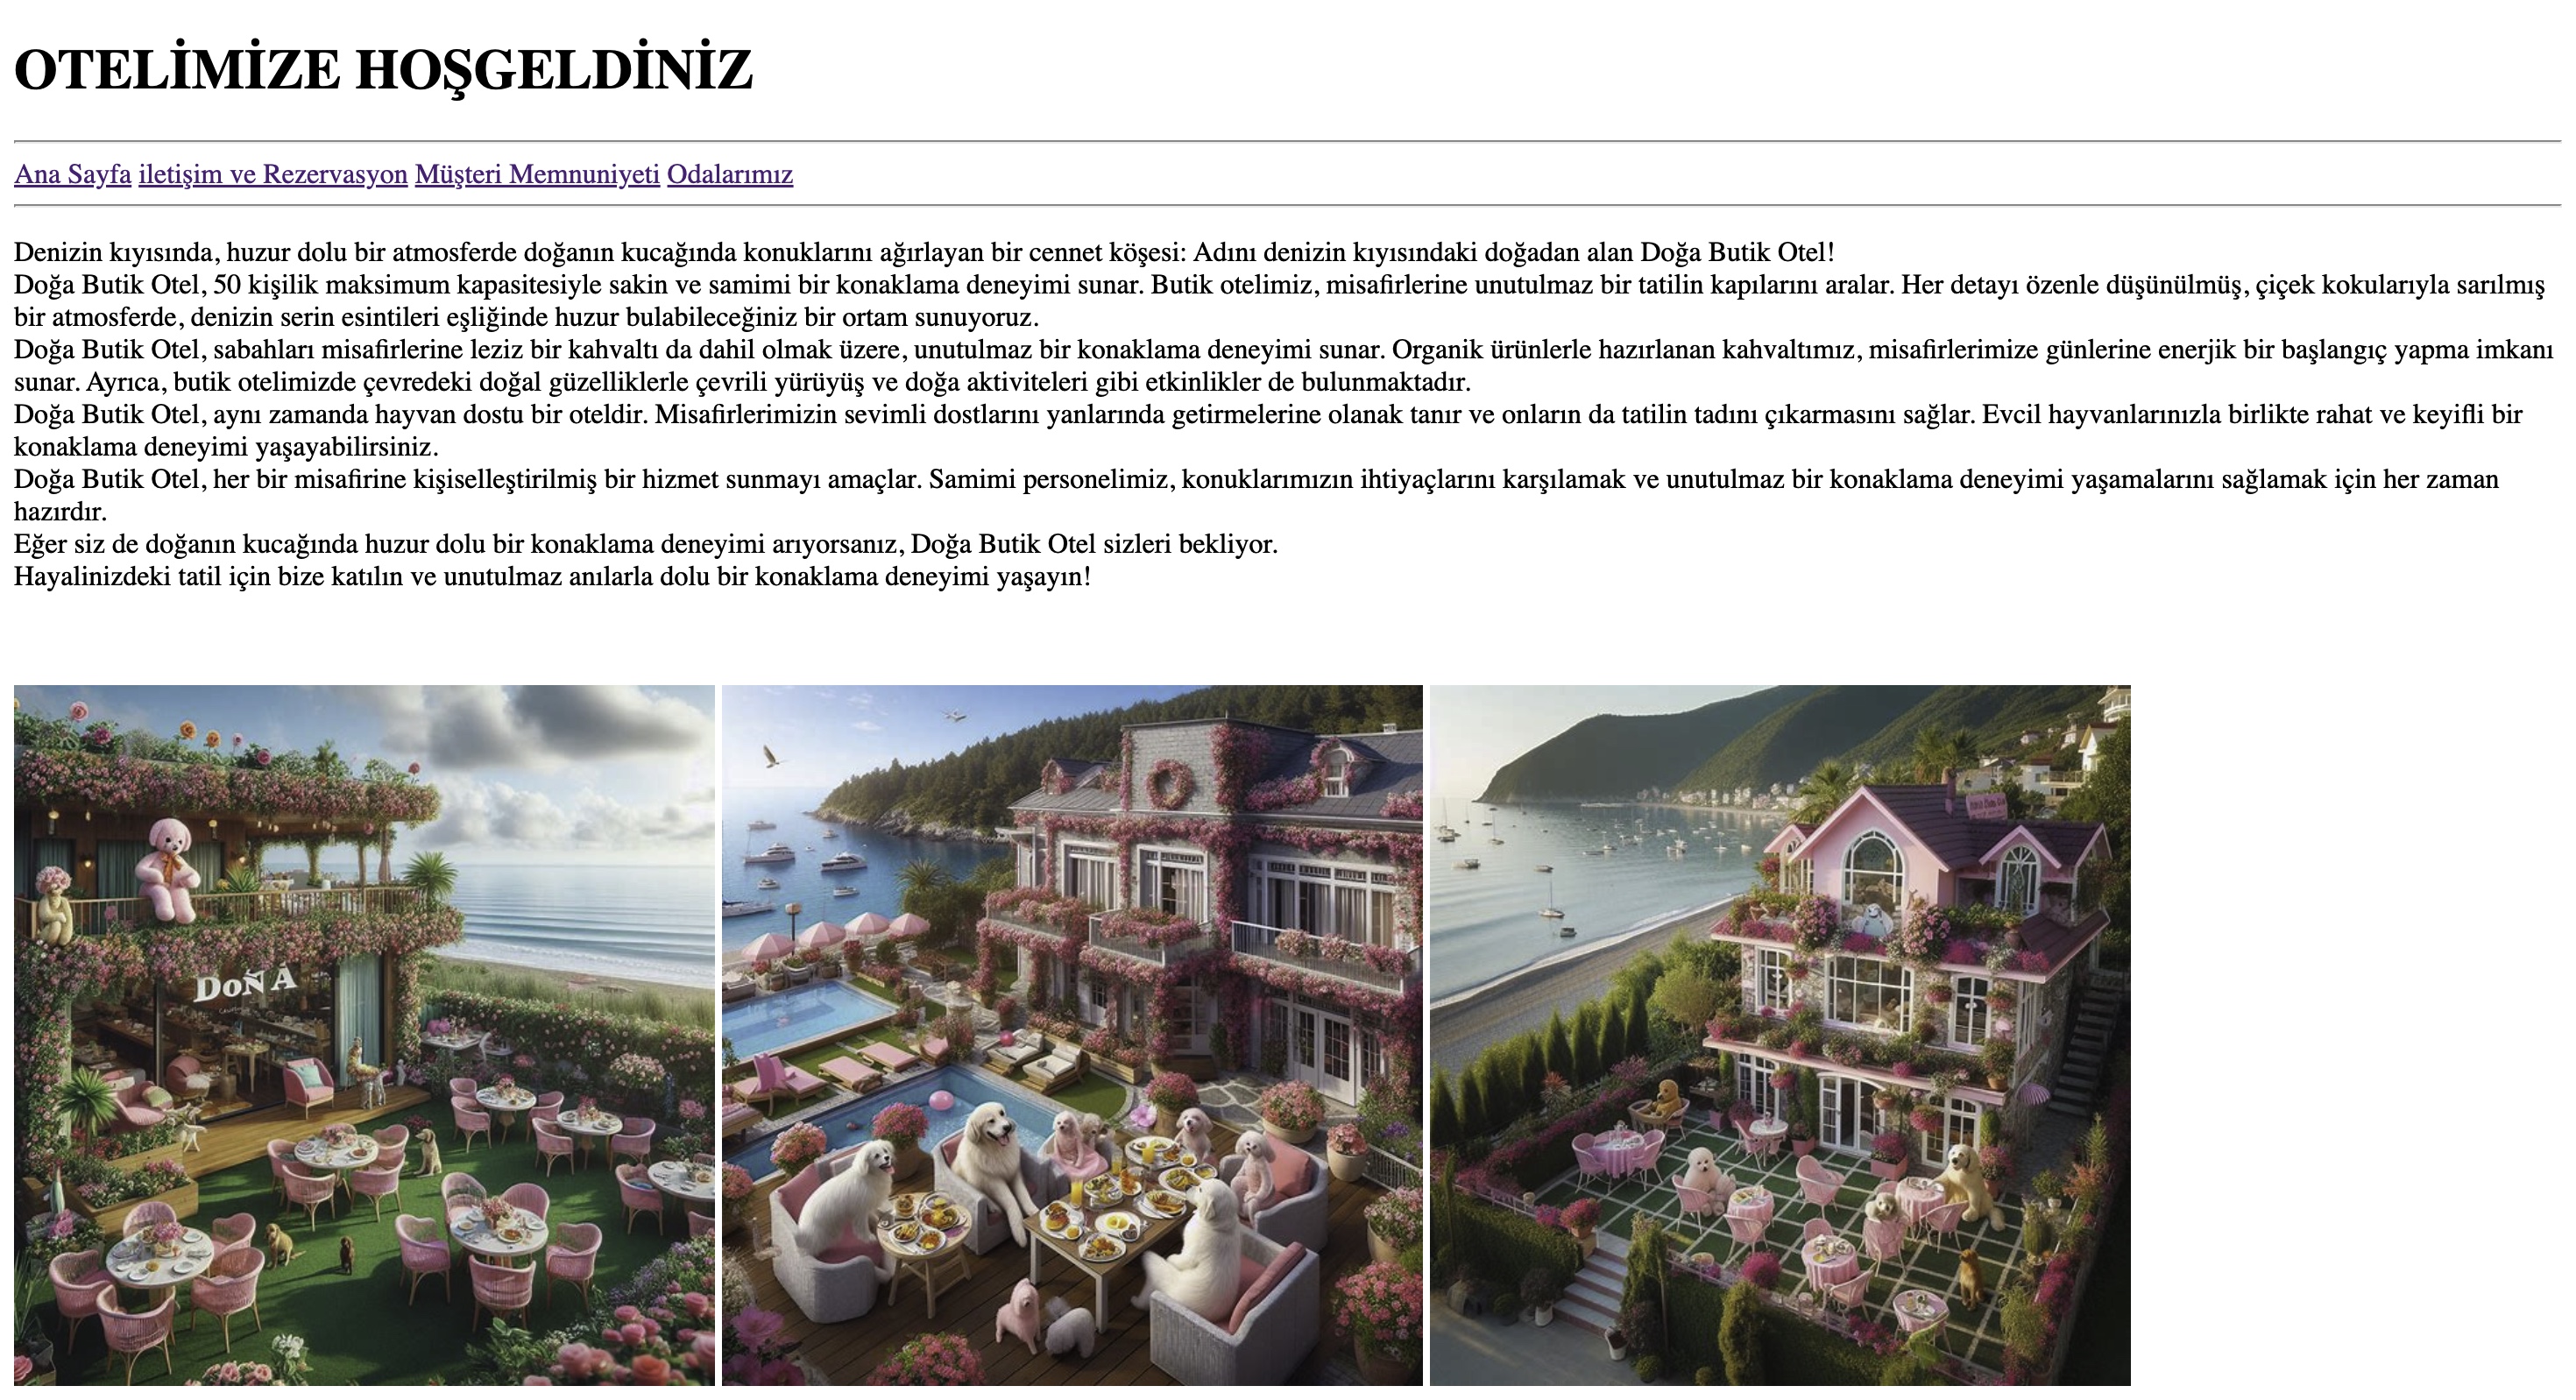 OTELİMİZE HOŞGELDİNİZ
Ana Sayfa iletişim ve Rezervasyon Müşteri Memnuniyeti Odalarımız
Denizin kıyısında, huzur dolu bir atmosferde doğanın kucağında konuklarını ağırlayan bir cennet köşesi: Adını denizin kıyısındaki doğadan alan Doğa Butik Otel!
Doğa Butik Otel, 50 kişilik maksimum kapasitesiyle sakin ve samimi bir konaklama deneyimi sunar. Butik otelimiz, misafirlerine unutulmaz bir tatilin kapılarını aralar. Her detayı özenle düşünülmüş, çiçek kokularıyla sarılmış
bir atmosferde, denizin serin esintileri eşliğinde huzur bulabileceğiniz bir ortam sunuyoruz.
Doğa Butik Otel, sabahları misafirlerine leziz bir kahvaltı da dahil olmak üzere, unutulmaz bir konaklama deneyimi sunar. Organik ürünlerle hazırlanan kahvaltımız, misafirlerimize günlerine enerjik bir başlangıç yapma imkanı
sunar. Ayrıca, butik otelimizde çevredeki doğal güzelliklerle çevrili yürüyüş ve doğa aktiviteleri gibi etkinlikler de bulunmaktadır.
Doğa Butik Otel, aynı zamanda hayvan dostu bir oteldir. Misafirlerimizin sevimli dostlarını yanlarında getirmelerine olanak tanır ve onların da tatilin tadını çıkarmasını sağlar. Evcil hayvanlarınızla birlikte rahat ve keyifli bir
konaklama deneyimi yaşayabilirsiniz.
Doğa Butik Otel, her bir misafirine kişiselleştirilmiş bir hizmet sunmayı amaçlar. Samimi personelimiz, konuklarımızın ihtiyaçlarını karşılamak ve unutulmaz bir konaklama deneyimi yaşamalarını sağlamak için her zaman
hazırdır.
Eğer siz de doğanın kucağında huzur dolu bir konaklama deneyimi arıyorsanız, Doğa Butik Otel sizleri bekliyor.
Hayalinizdeki tatil için bize katılın ve unutulmaz anılarla dolu bir konaklama deneyimi yaşayın!
DOÑA